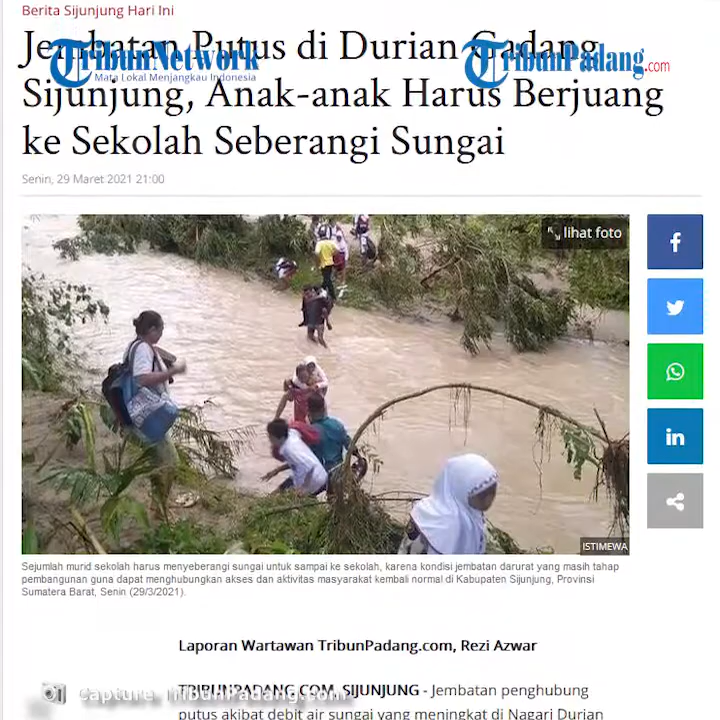 Berita Sijunjung Hari Ini
Jembatan Putus di Durian Gadang
TribunNetwork
Mata Lokal Menjangkau Indonesia
TribunPadang.com
Sijunjung, Anak-anak Harus Berjuang
ke Sekolah Seberangi Sungai
Senin, 29 Maret 2021 21:00
lihat foto
ISTIMEWA
Sejumlah murid sekolah harus menyeberangi sungai untuk sampai ke sekolah, karena kondisi jembatan darurat yang masih tahap
pembangunan guna dapat menghubungkan akses dan aktivitas masyarakat kembali normal di Kabupaten Sijunjung, Provinsi
Sumatera Barat, Senin (29/3/2021).
Laporan Wartawan TribunPadang.com, Rezi Azwar
TRIBUNPADANG.COM, SIJUNJUNG - Jembatan penghubung
Capture TribunPadang.com
putus akibat debit air sungai yang meningkat di Nagari Durian